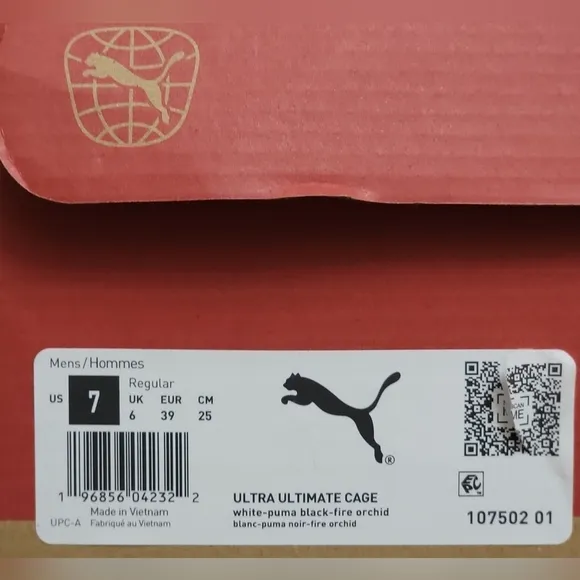 Mens/Hommes
Regular
US 7 UK EUR CM
6 39 25
1 96856 04232 2
Made in Vietnam
UPC-A Fabriqué au Vietnam
®
ULTRA ULTIMATE CAGE
white-puma black-fire orchid
blanc-puma noir-fire orchid
107502 01